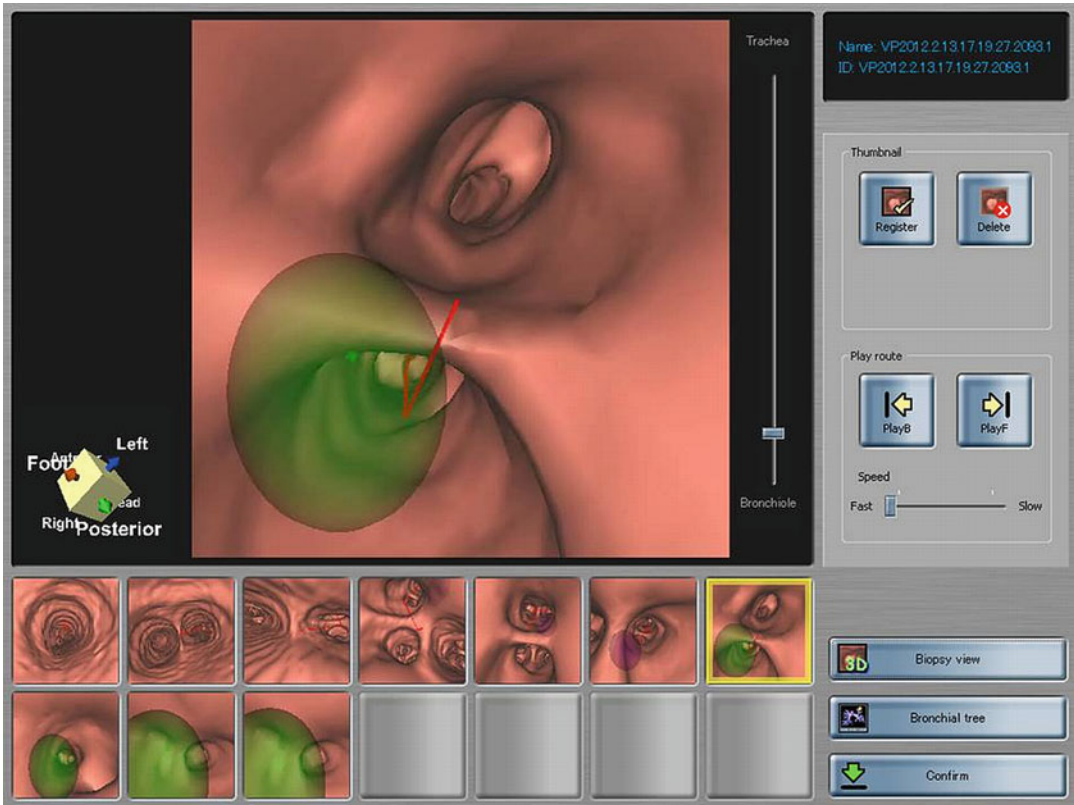 Trachea
Name: VP2012.2.13.17.19.27.2093.1
ID: VP2012.2.13.17.19.27.2093.1
Thumbnail
Register
Delete
Play route
PlayB
PlayF
Speed
Fast
Slow
Bronchiole
Left
Foot
Right
Posterior
3D
Biopsy view
Bronchial tree
Confirm